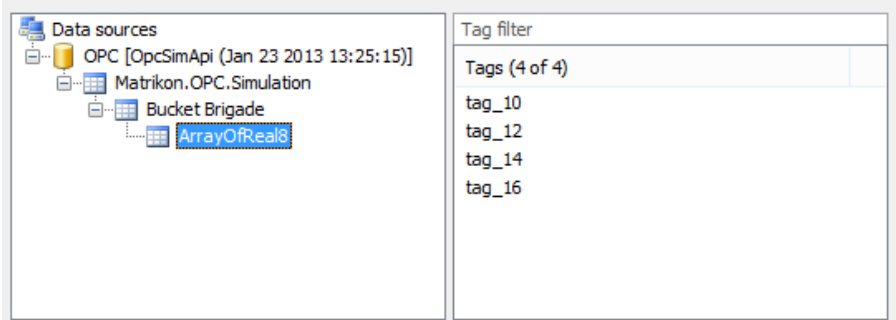 Data sources
OPC [OpcSimApi (Jan 23 2013 13:25:15)]
Matrikon.OPC.Simulation
Bucket Brigade
ArrayOfReal8
Tag filter
Tags (4 of 4)
tag_10
tag_12
tag_14
tag_16